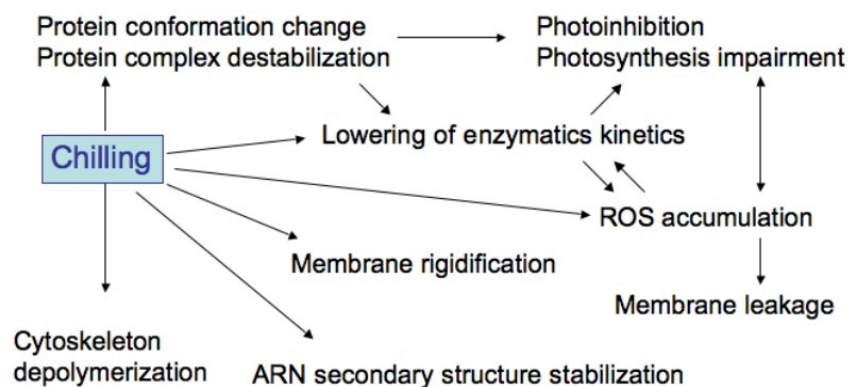 Protein conformation change
Protein complex destabilization
Photoinhibition
Photosynthesis impairment
Lowering of enzymatics kinetics
Chilling
ROS accumulation
Membrane rigidification
Membrane leakage
Cytoskeleton
depolymerization
ARN secondary structure stabilization